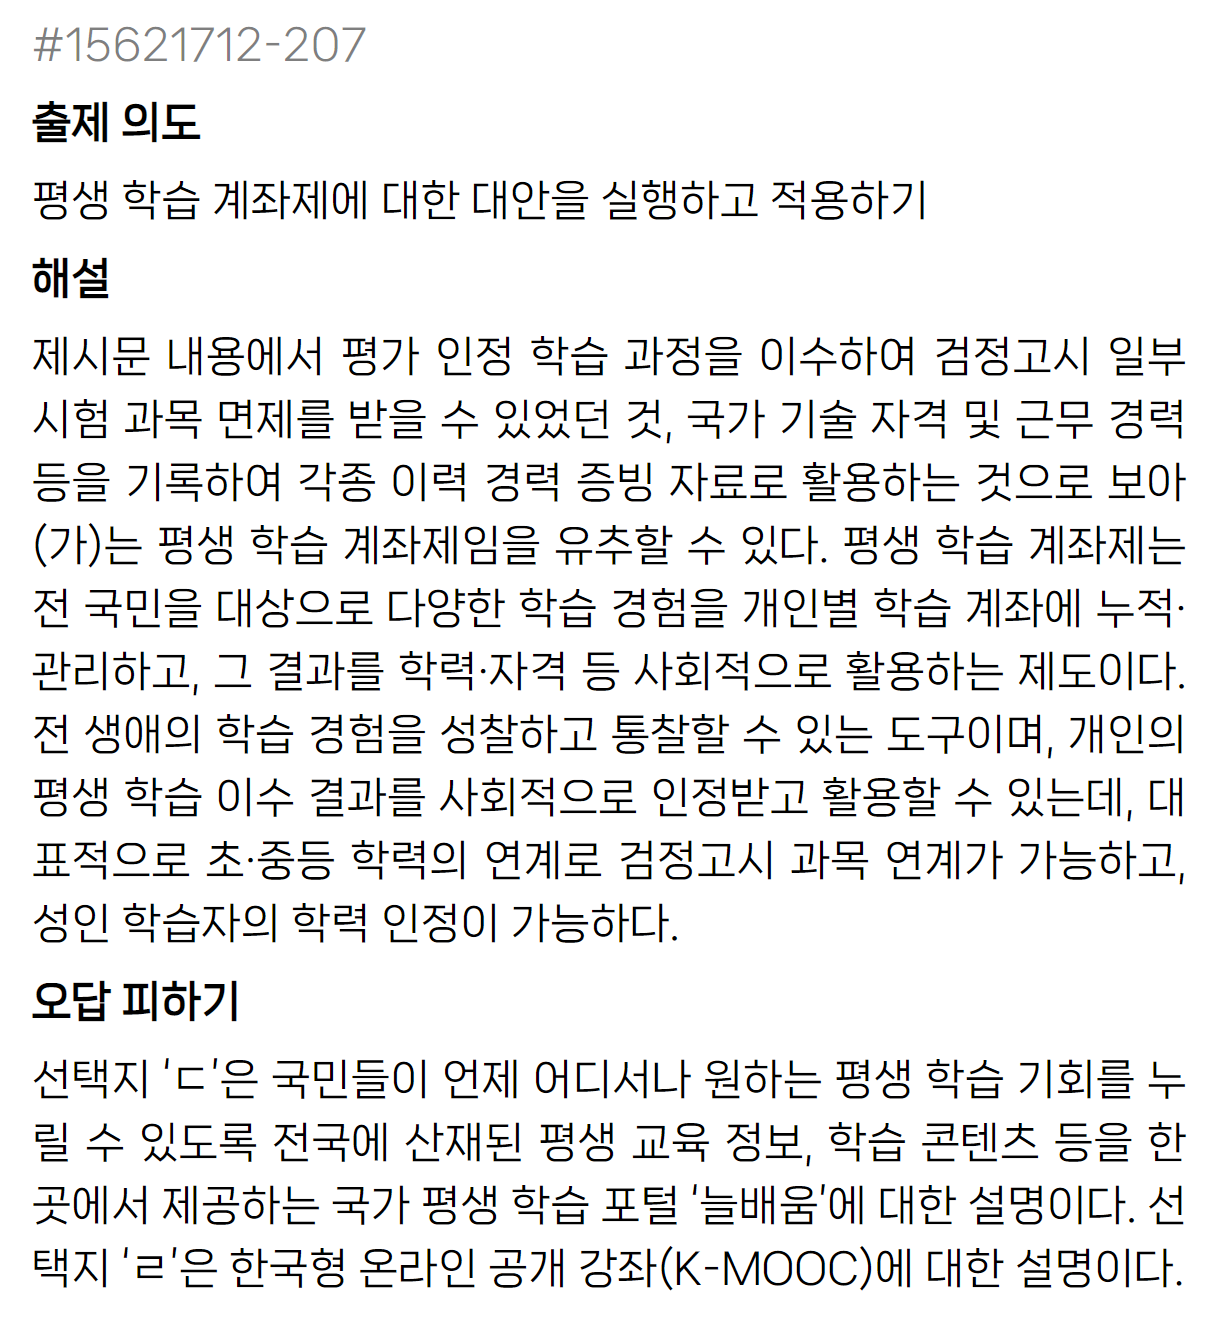 #15621712-207
출제 의도
평생 학습 계좌제에 대한 대안을 실행하고 적용하기
해설
제시문 내용에서 평가 인정 학습 과정을 이수하여 검정고시 일부
시험 과목 면제를 받을 수 있었던 것, 국가 기술 자격 및 근무 경력
등을 기록하여 각종 이력 경력 증빙 자료로 활용하는 것으로 보아
(가)는 평생 학습 계좌제임을 유추할 수 있다. 평생 학습 계좌제는
전 국민을 대상으로 다양한 학습 경험을 개인별 학습 계좌에 누적·
관리하고, 그 결과를 학력·자격 등 사회적으로 활용하는 제도이다.
전 생애의 학습 경험을 성찰하고 통찰할 수 있는 도구이며, 개인의
평생 학습 이수 결과를 사회적으로 인정받고 활용할 수 있는데, 대
표적으로 초·중등 학력의 연계로 검정고시 과목 연계가 가능하고,
성인 학습자의 학력 인정이 가능하다.
오답 피하기
선택지 ‘ㄷ’은 국민들이 언제 어디서나 원하는 평생 학습 기회를 누
릴 수 있도록 전국에 산재된 평생 교육 정보, 학습 콘텐츠 등을 한
곳에서 제공하는 국가 평생 학습 포털 ‘늘배움’에 대한 설명이다. 선
택지 ‘ㄹ’은 한국형 온라인 공개 강좌(K-MOOC)에 대한 설명이다.